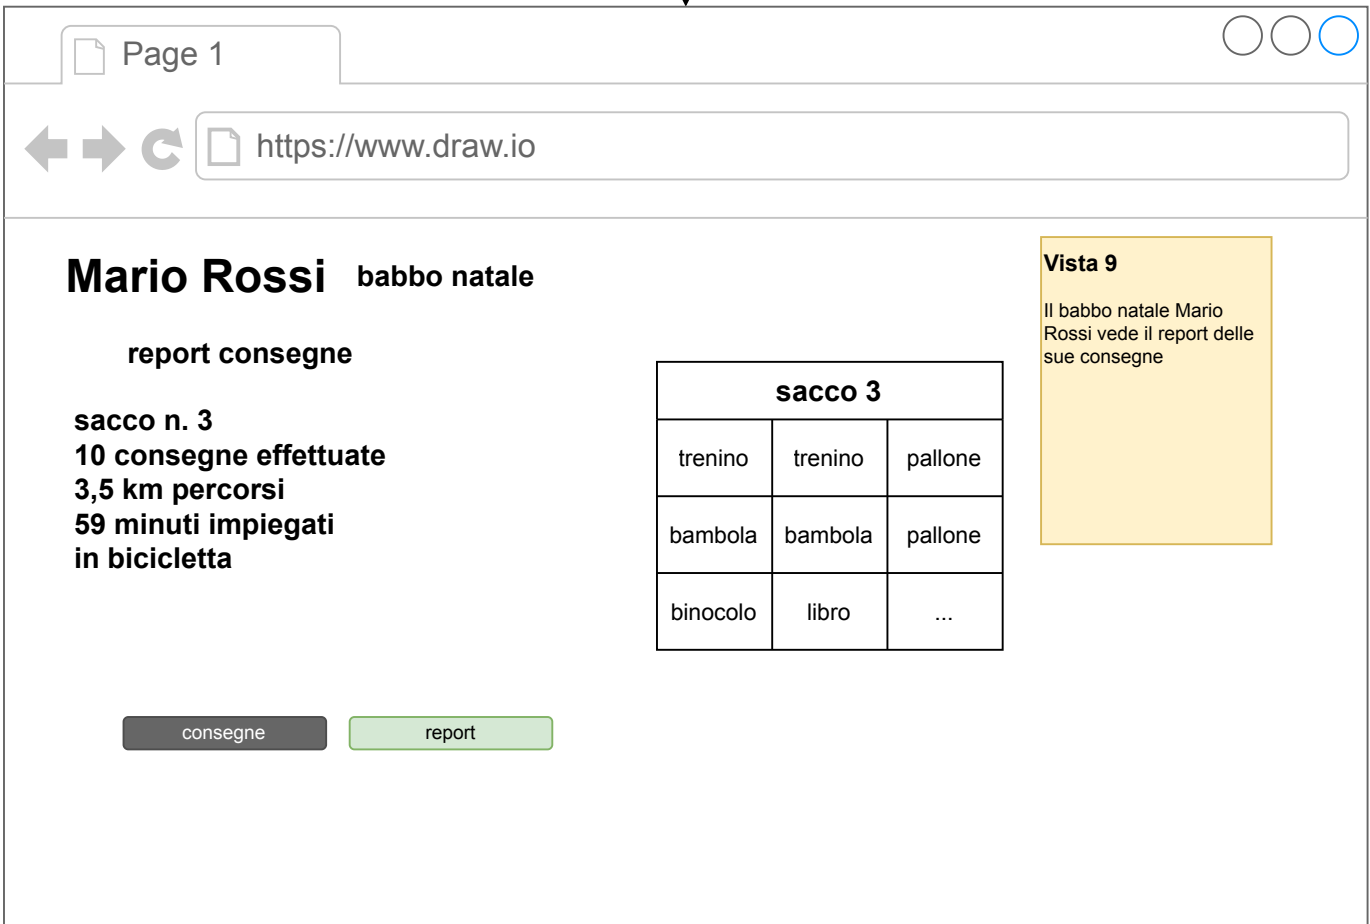 Page 1
https://www.draw.io
Mario Rossi babbo natale
report consegne
sacco n. 3
10 consegne effettuate
3,5 km percorsi
59 minuti impiegati
in bicicletta
sacco 3
trenino trenino pallone
bambola bambola pallone
binocolo libro ...
Vista 9
Il babbo natale Mario
Rossi vede il report delle
sue consegne
consegne report